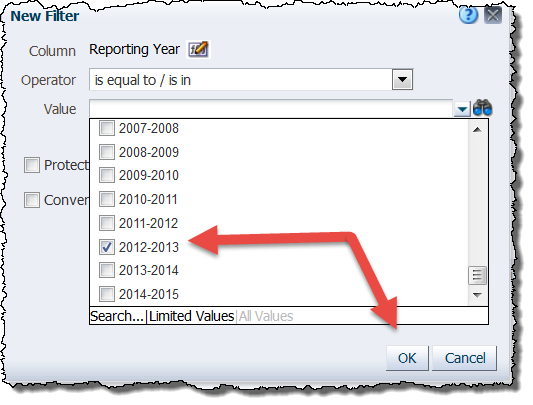 New Filter ?
Column Reporting Year
Operator is equal to / is in
Value
2007-2008
2008-2009
2009-2010
Protect
2010-2011
Conver
2011-2012
2012-2013
2013-2014
2014-2015
Search...|Limited Values|All Values
OK Cancel